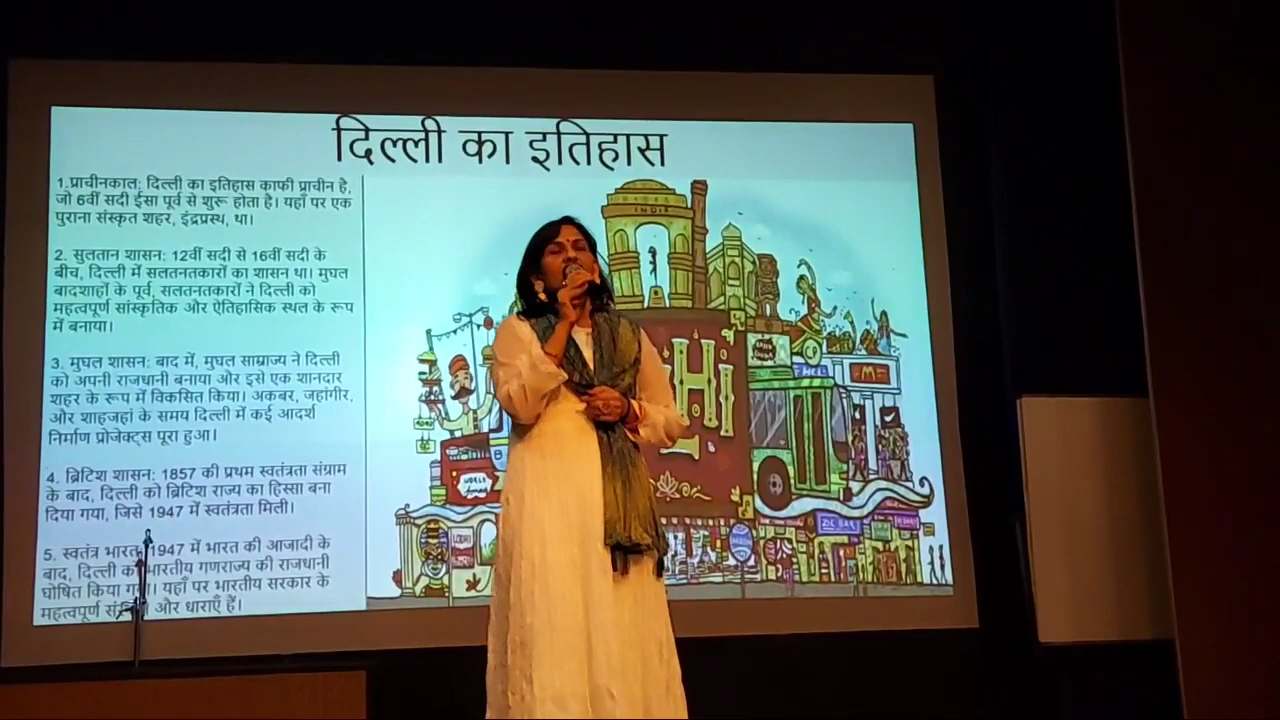 दिल्ली का इतिहास
1.प्राचीनकाल: दिल्ली का इतिहास काफी प्राचीन है,
जो 6वीं सदी ईसा पूर्व से शुरू होता है। यहाँ पर एक
पुराना संस्कृत शहर, इंद्रप्रस्थ, था।
2. सुलतान शासन: 12वीं सदी से 16वीं सदी के
बीच, दिल्ली में सलतनतकारों का शासन था। मुघल
बादशाहों के पूर्व, सलतनतकारों ने दिल्ली को
महत्वपूर्ण सांस्कृतिक और ऐतिहासिक स्थल के रूप
में बनाया।
3. मुघल शासन: बाद में, मुघल साम्राज्य ने दिल्ली
को अपनी राजधानी बनाया और इसे एक शानदार
शहर के रूप में विकसित किया। अकबर, जहांगीर,
और शाहजहां के समय दिल्ली में कई आदर्श
निर्माण प्रोजेक्ट्स पूरा हुआ।
4. ब्रिटिश शासन: 1857 की प्रथम स्वतंत्रता संग्राम
के बाद, दिल्ली को ब्रिटिश राज्य का हिस्सा बना
दिया गया, जिसे 1947 में स्वतंत्रता मिली।
5. स्वतंत्र भारत 1947 में भारत की आजादी के
बाद, दिल्ली को भारतीय गणराज्य की राजधानी
घोषित किया यहाँ पर भारतीय सरकार के
महत्वपूर्ण और धाराएँ हैं।
INDIA